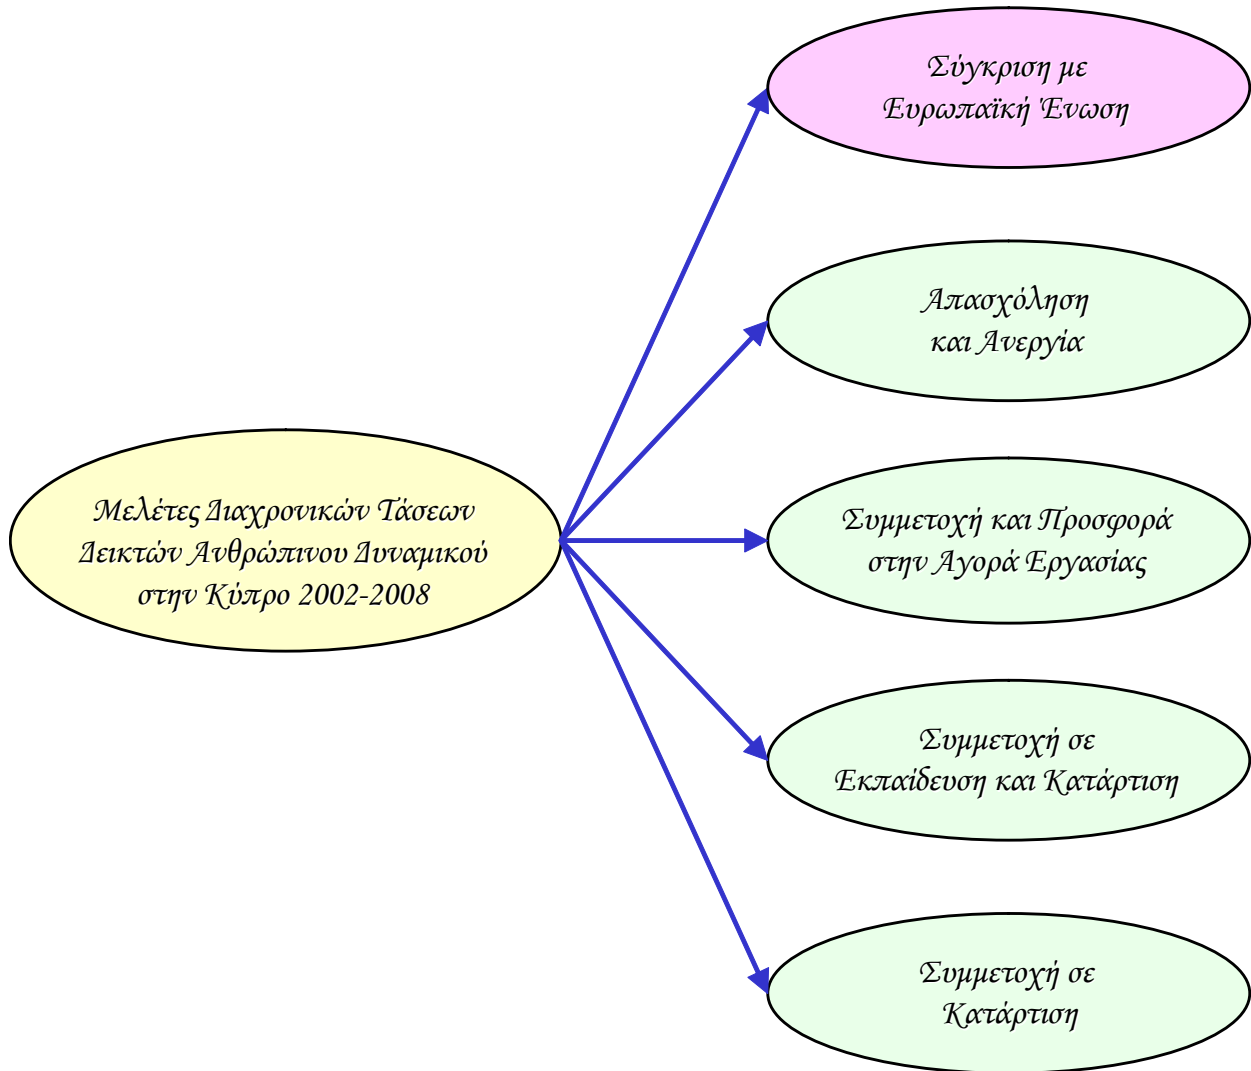 Σύγκριση με
Ευρωπαϊκή Ένωση
Απασχόληση
και Ανεργία
Μελέτες Διαχρονικών Τάσεων
Δεικτών Ανθρώπινου Δυναμικού
στην Κύπρο 2002-2008
Συμμετοχή και Προσφορά
στην Αγορά Εργασίας
Συμμετοχή σε
Εκπαίδευση και Κατάρτιση
Συμμετοχή σε
Κατάρτιση